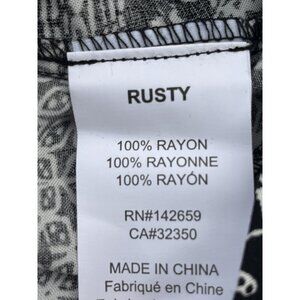 RUSTY
100% RAYON
100% RAYONNE
100% RAYÓN
RN#142659
CA#32350
MADE IN CHINA
Fabriqué en Chine